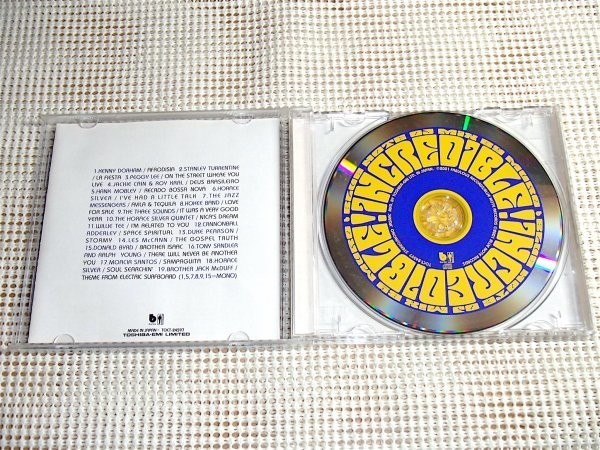 1.KENNY DORHAM / AFRODISIA 2.STANLEY TURRENTINE
/ LA FIESTA 3.PEGGY LEE / ON THE STREET WHERE YOU
LIVE 4.JACKIE CAIN & ROY KRAL / DEUS BRASILEIRO
5.HANK MOBLEY / RECADO BOSSA NOVA 6.HORACE
SILVER / I'VE HAD A LITTLE TALK 7.THE JAZZ
MESSENGERS / AVILA & TEQUILA 8.HORACE BAND / LOVE
FOR SALE 9.THE THREE SOUNDS / IT WAS A VERY GOOD
YEAR 10.THE HORACE SILVER QUINTET / NICA'S DREAM
11.WILLIE TEE / I'M RELATED TO YOU 12.CANNONBALL
ADDERLEY / SPACE SPIRITUAL 13.DUKE PEARSON /
STORMY 14.LES McCANN / THE GOSPEL TRUTH
15.DONALD BYRD / BROTHER ISAAC 16.TONY SANDLER
AND RALPH YOUNG / THERE WILL NEVER BE ANOTHER
YOU 17.MOACIR SANTOS / SAMPAGUITA 18.HORACE
SILVER / SOUL SEARCHIN' 19.BROTHER JACK McDUFF /
THEME FROM ELECTRIC SURFBOARD (1,5,7,8,9,15=MONO)
MADE IN JAPAN
TOSHIBA-EMI LIMITED
INCREDIBLE! INCREDIBLE!